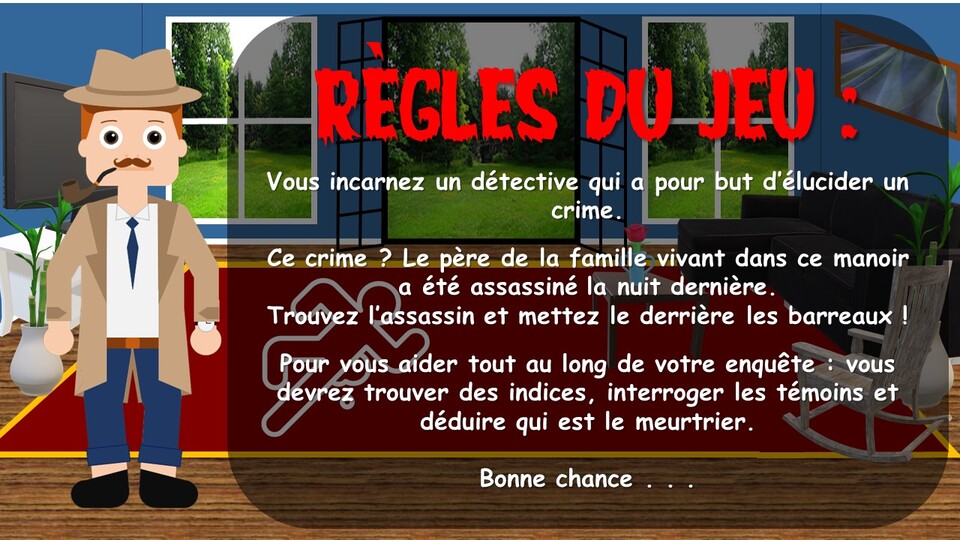 RÈGLES DU JEU :
Vous incarnez un détective qui a pour but d’élucider un
crime.
Ce crime ? Le père de la famille vivant dans ce manoir
a été assassiné la nuit dernière.
Trouvez l’assassin et mettez le derrière les barreaux !
Pour vous aider tout au long de votre enquête : vous
devrez trouver des indices, interroger les témoins et
déduire qui est le meurtrier.
Bonne chance . . .